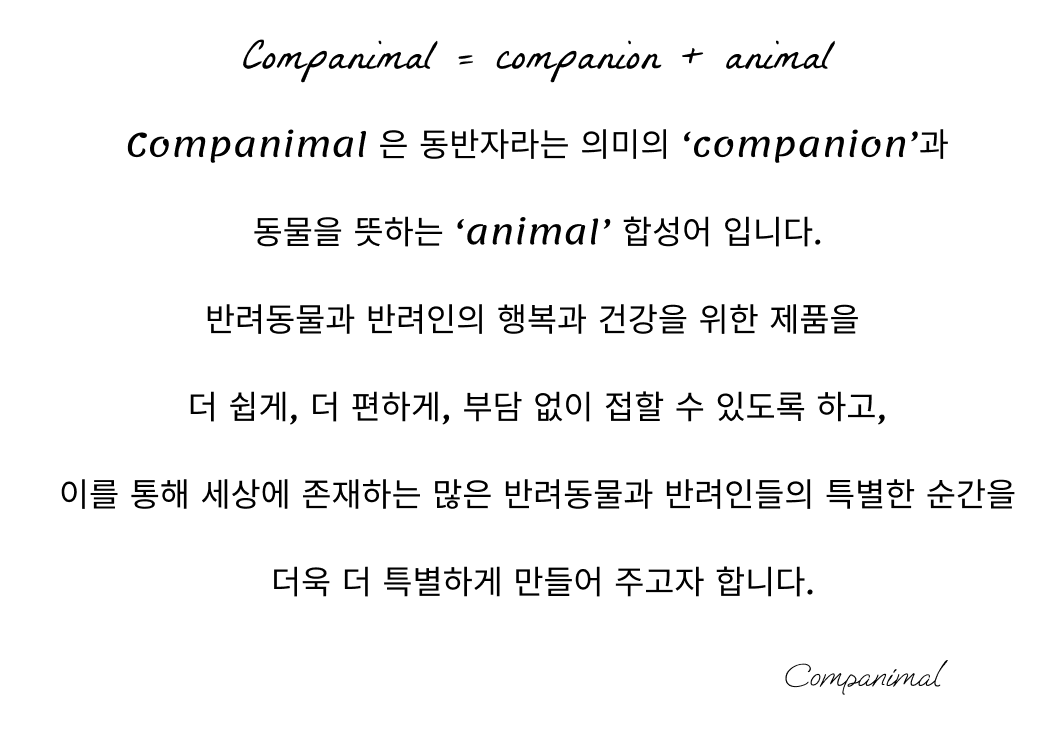 Companimal = companion + animal
Companimal 은 동반자라는 의미의 ‘companion’과
동물을 뜻하는 ‘animal’ 합성어 입니다.
반려동물과 반려인의 행복과 건강을 위한 제품을
더 쉽게, 더 편하게, 부담 없이 접할 수 있도록 하고,
이를 통해 세상에 존재하는 많은 반려동물과 반려인들의 특별한 순간을
더욱 더 특별하게 만들어 주고자 합니다.
Companimal